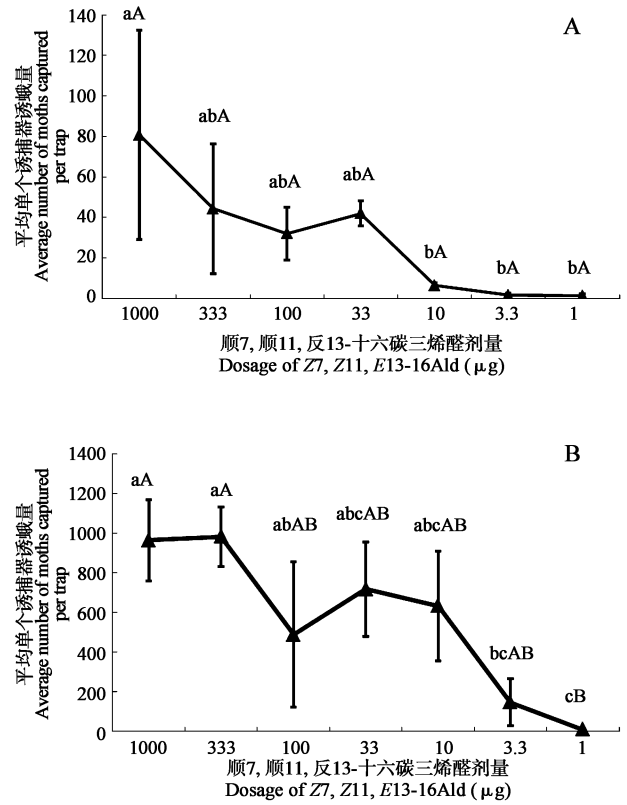 A
平均单个诱捕器诱蛾量
Average number of moths captured
per trap
140
120
100
80
60
40
20
0
aA
abA
abA
abA
bA
bA
bA
1000 333 100 33 10 3.3 1
顺7, 顺11, 反13-十六碳三烯醛剂量
Dosage of Z7, Z11, E13-16Ald (μg)
B
平均单个诱捕器诱蛾量
Average number of moths captured
per trap
1400
1200
1000
800
600
400
200
0
aA
aA
abAB
abcAB
abcAB
bcAB
cB
1000 333 100 33 10 3.3 1
顺7, 顺11, 反13-十六碳三烯醛剂量
Dosage of Z7, Z11, E13-16Ald (μg)